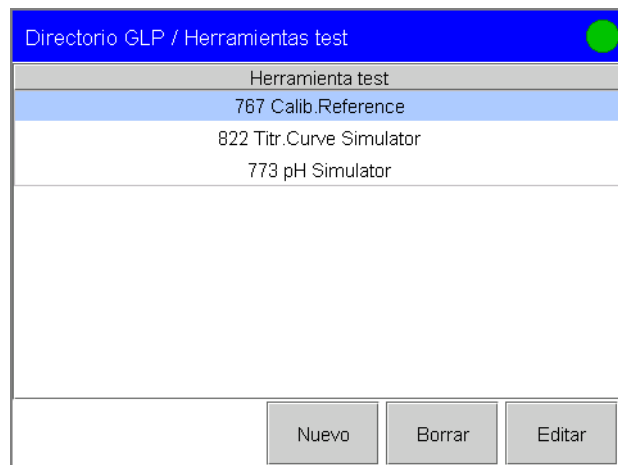 Directorio GLP / Herramientas test
Herramienta test
767 Calib.Reference
822 Titr.Curve Simulator
773 pH Simulator
Nuevo Borrar Editar